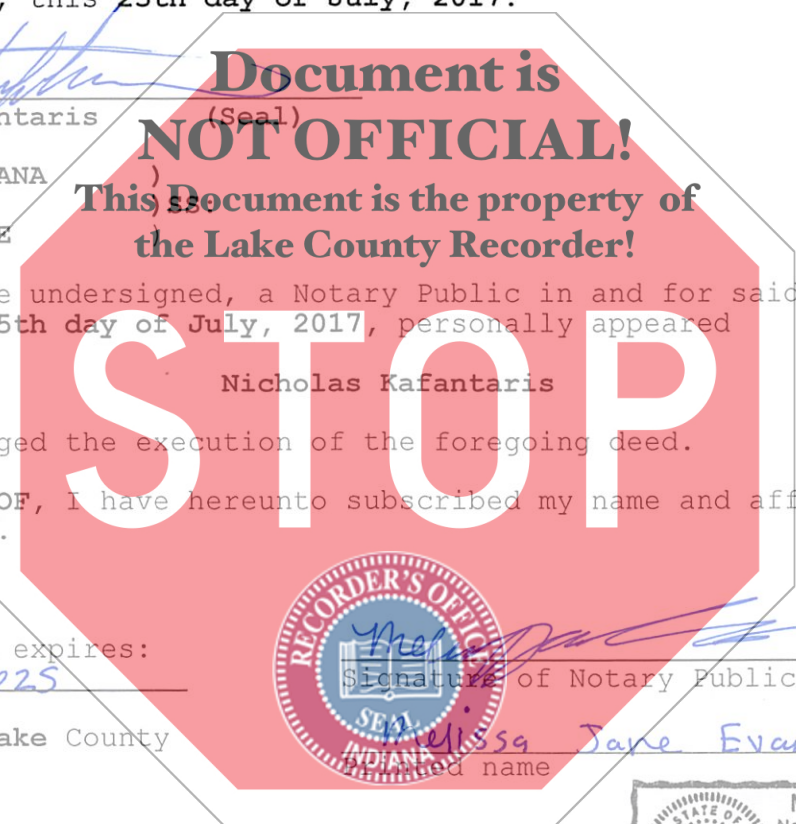 this 25th day of July, 2017.
Document is
ntaris (Seal)
NOT OFFICIAL!
ANA )
This Document is the property of
) ss:
E )
the Lake County Recorder!
e undersigned, a Notary Public in and for said
5th day of July, 2017, personally appeared
STOP
Nicholas Kafantaris
ged the execution of the foregoing deed.
OF, I have hereunto subscribed my name and aff
.
RECORDER'S OFFICE
expires:
025
Signature of Notary Public
SEAL
ake County
Melissa Jane Eva
INDIANA
Printed name
STATE OF